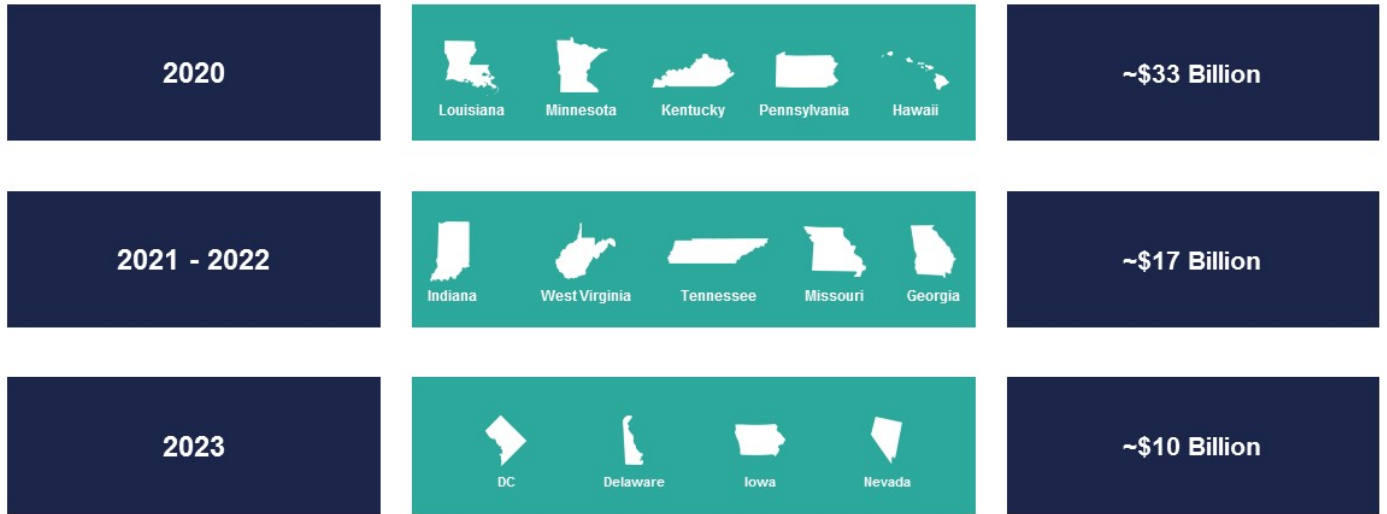 2020
Louisiana
Minnesota
Kentucky
Pennsylvania
Hawaii
~$33 Billion
2021 - 2022
Indiana
West Virginia
Tennessee
Missouri
Georgia
~$17 Billion
2023
DC
Delaware
Iowa
Nevada
~$10 Billion